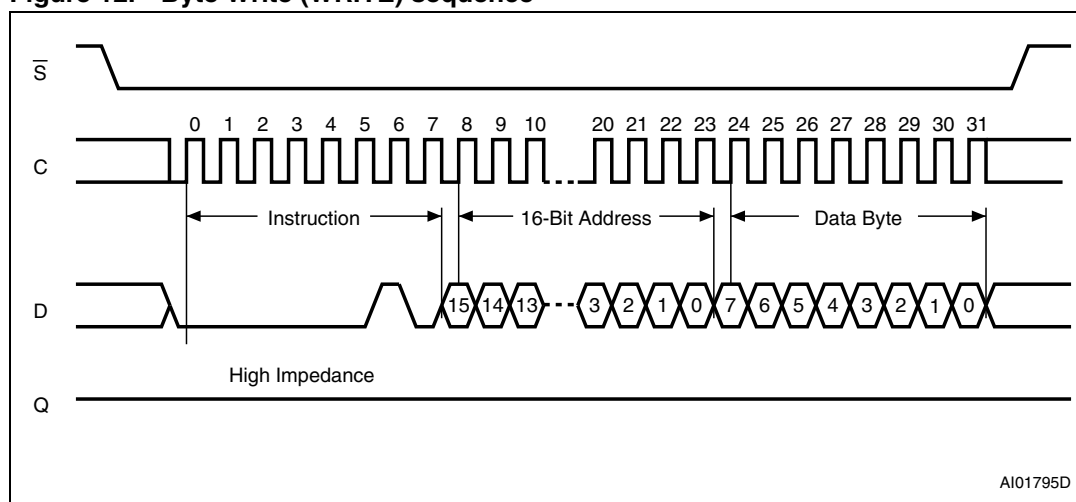 Figure 12. Byte Write (WRITE) sequence
S
0 1 2 3 4 5 6 7 8 9 10 20 21 22 23 24 25 26 27 28 29 30 31
C
Instruction 16-Bit Address Data Byte
D 15 14 13 3 2 1 0 7 6 5 4 3 2 1 0
High Impedance
Q
AI01795D